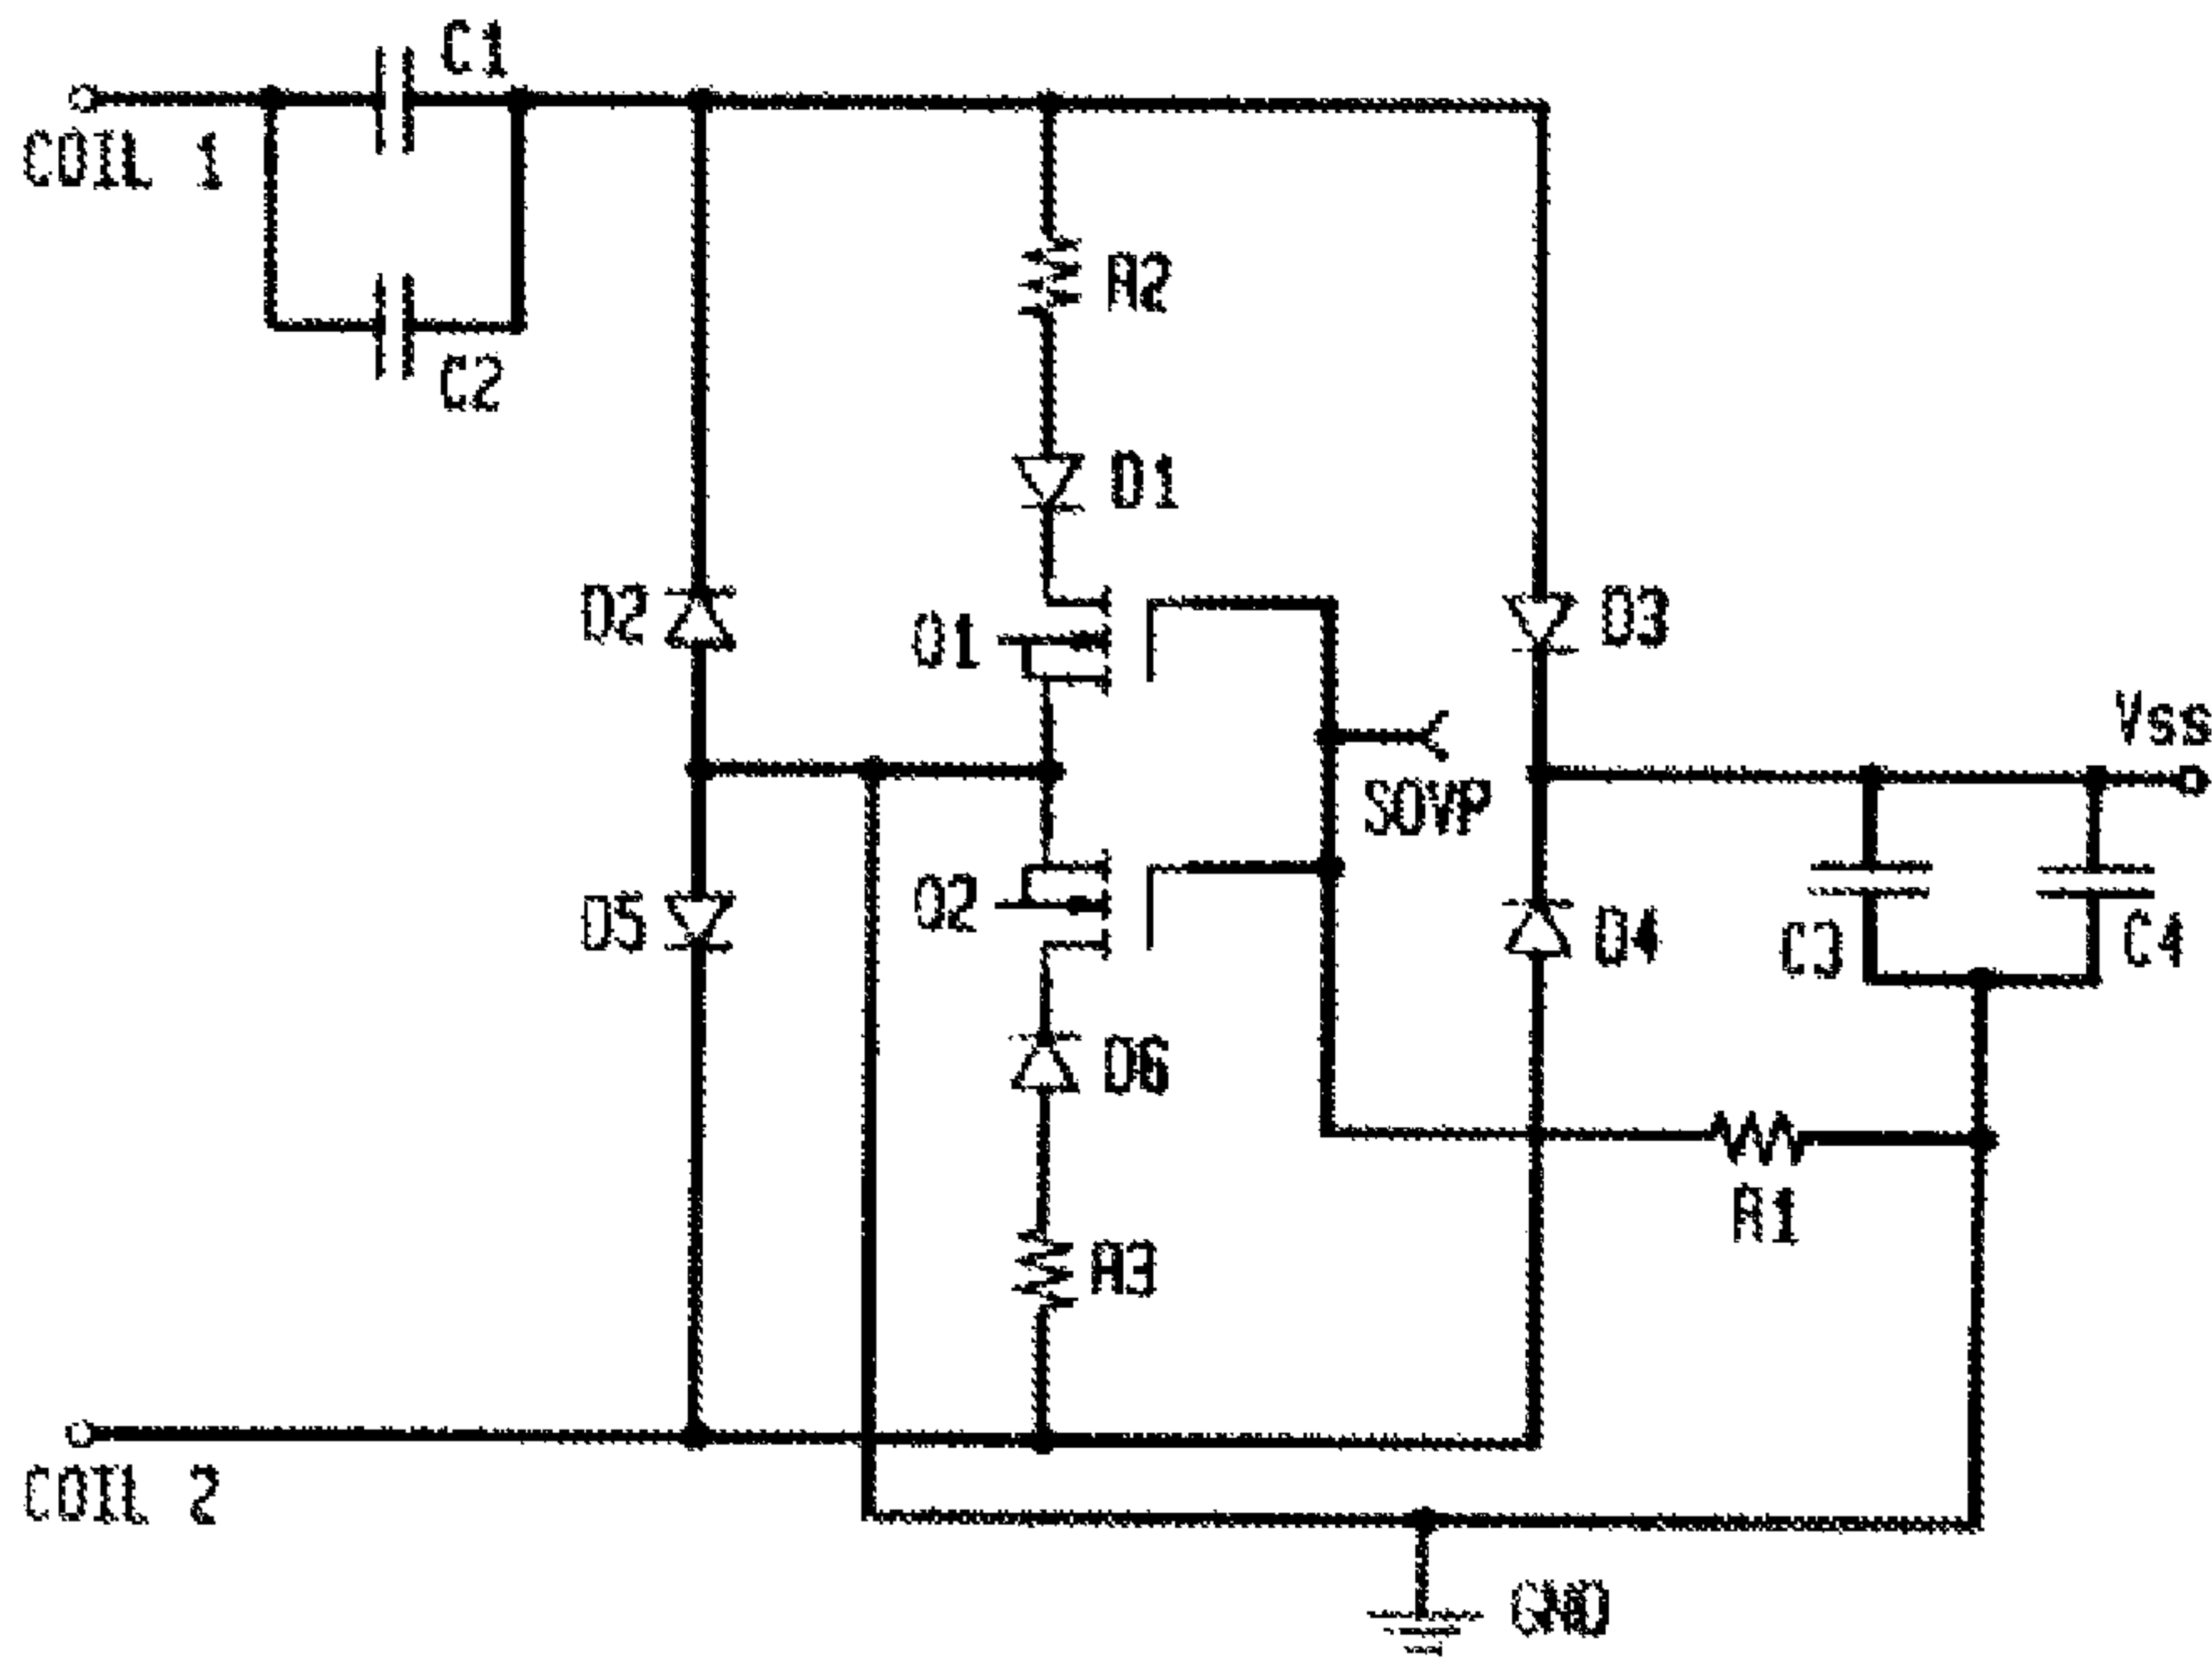 C1
COIL 1
C2
R2
D1
D2
Q1
D3
Vss
SOVP
D5
Q2
D4
C3
C4
D6
R1
R3
COIL 2
GND